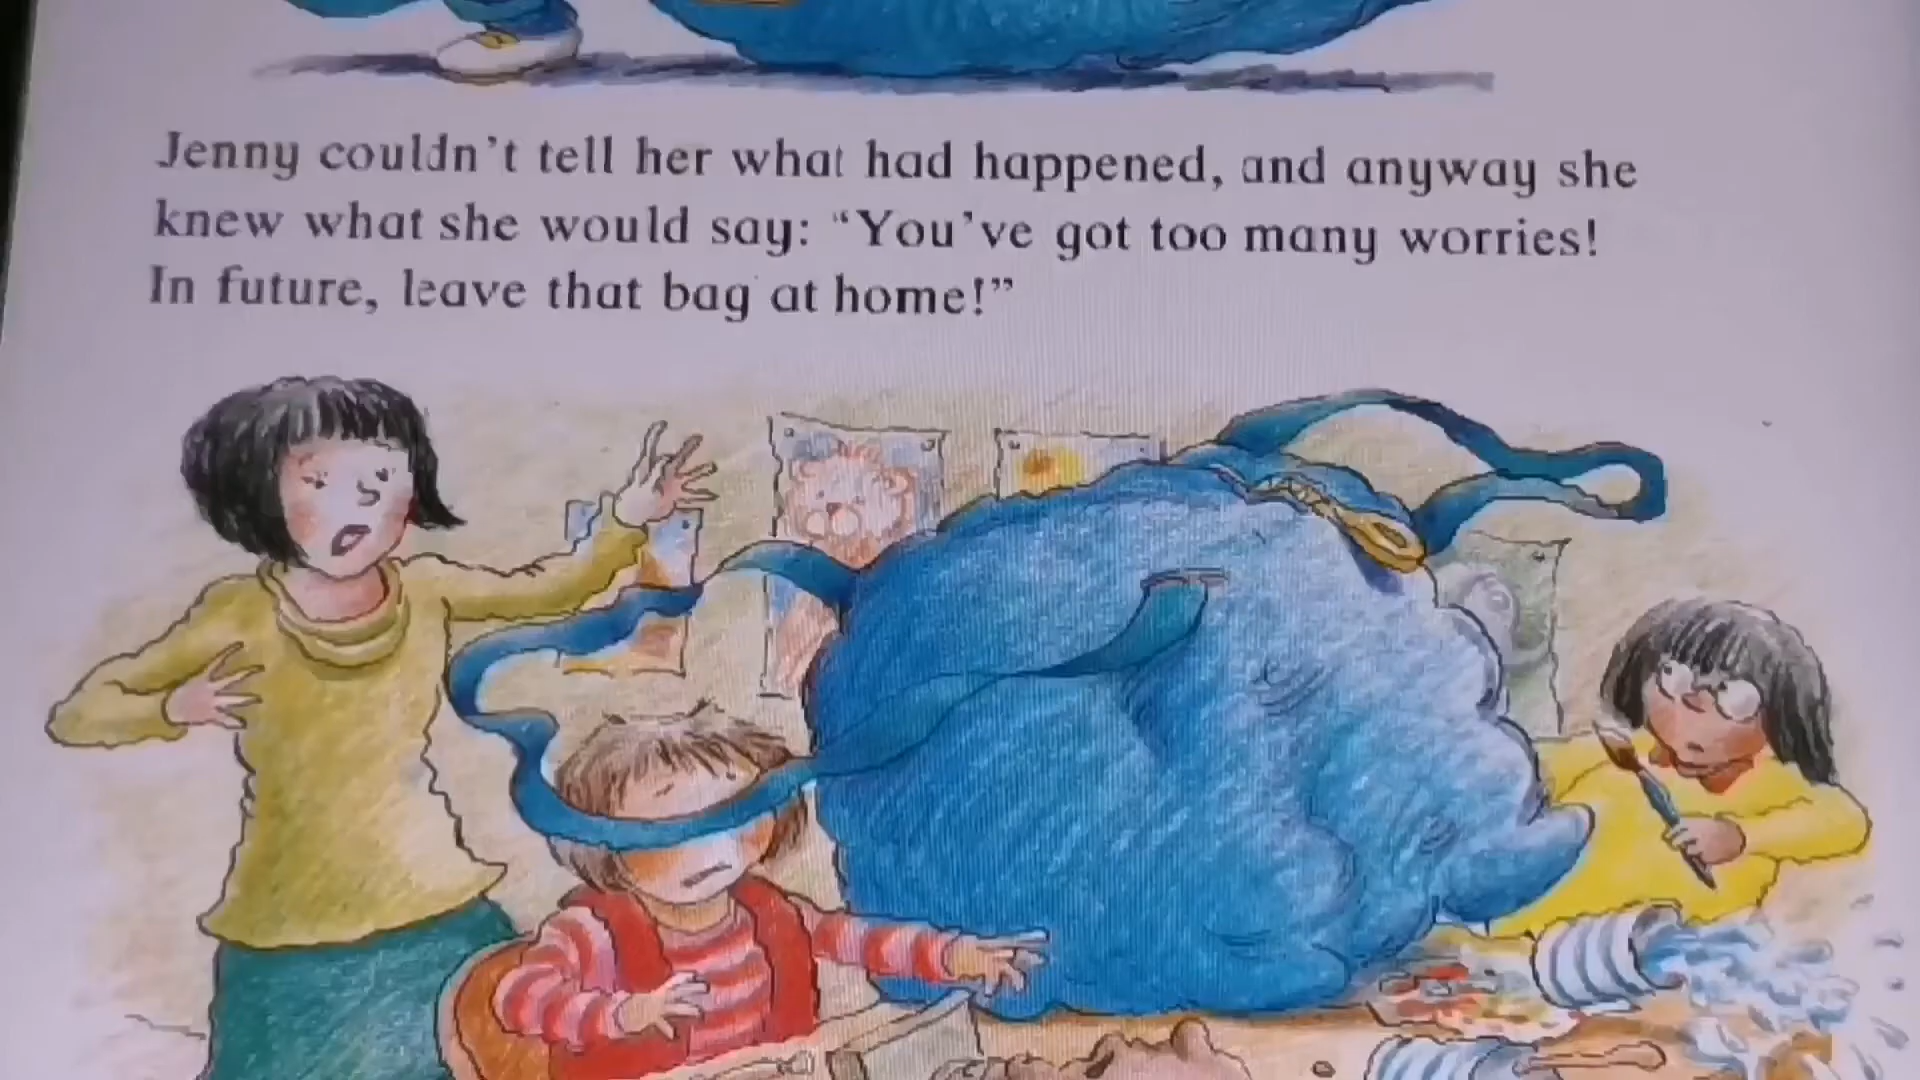 Jenny couldn't tell her what had happened, and anyway she
knew what she would say: “You've got too many worries!
In future, leave that bag at home!”